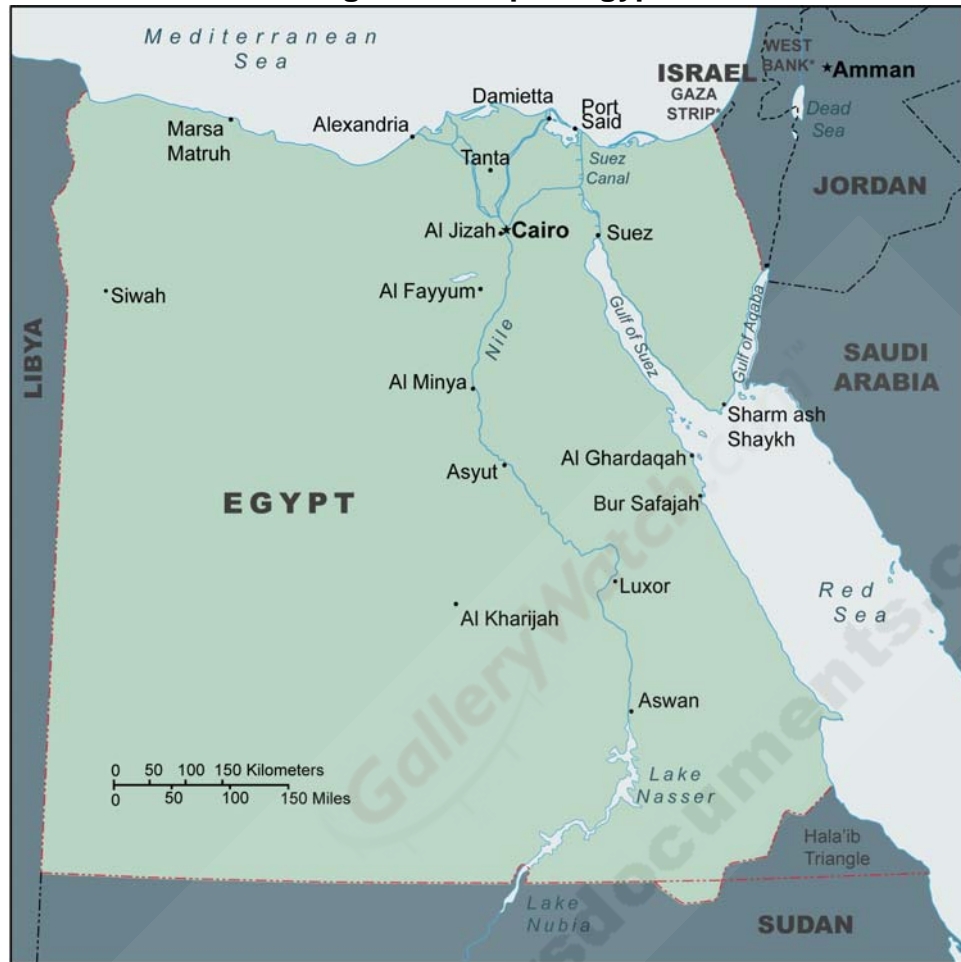 Mediterranean
Sea
WEST
BANK*
Amman
ISRAEL
GAZA
STRIP*
Dead
Sea
Damietta
Port
Said
Alexandria
Marsa
Matruh
Tanta
Suez
Canal
JORDAN
Al Jizah
Cairo
Suez
Siwah
Al Fayyum
Nile
Gulf of Suez
Gulf of Aqaba
LIBYA
SAUDI
ARABIA
Al Minya
Sharm ash
Shaykh
Asyut
Al Ghardaqah
EGYPT
Bur Safajah
Luxor
Red
Sea
Al Kharijah
Aswan
0 50 100 150 Kilometers
0 50 100 150 Miles
Lake
Nasser
Hala'ib
Triangle
Lake
Nubia
SUDAN
GalleryWatch.com™